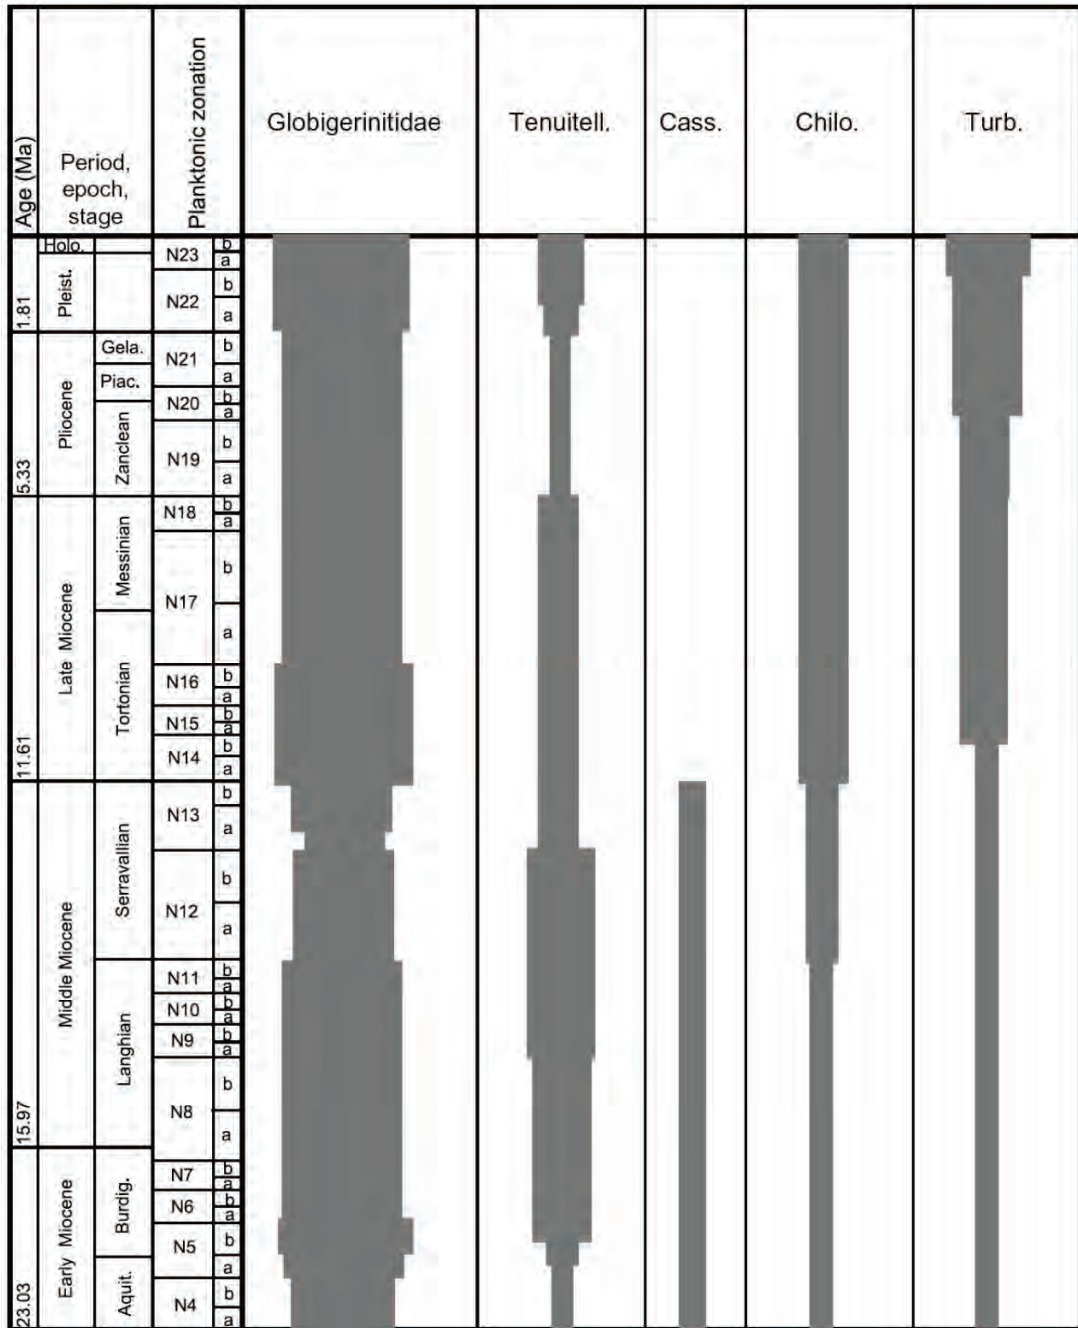 Age (Ma)
Period,
epoch,
stage
Planktonic zonation
Globigerinitidae
Tenuitell.
Cass.
Chilo.
Turb.
Holo.
N23
b
a
1.81
Pleist.
N22
b
a
Pliocene
Gela.
N21
b
Piac.
a
N20
b
a
5.33
Zanclean
N19
b
a
Late Miocene
Messinian
N18
b
a
N17
b
a
11.61
Tortonian
N16
b
a
N15
b
a
N14
b
a
Middle Miocene
Serravallian
N13
b
a
N12
b
a
15.97
Langhian
N11
b
a
N10
b
a
N9
b
a
N8
b
a
Early Miocene
Burdig.
N7
b
a
N6
b
a
N5
b
a
23.03
Aquit.
N4
b
a